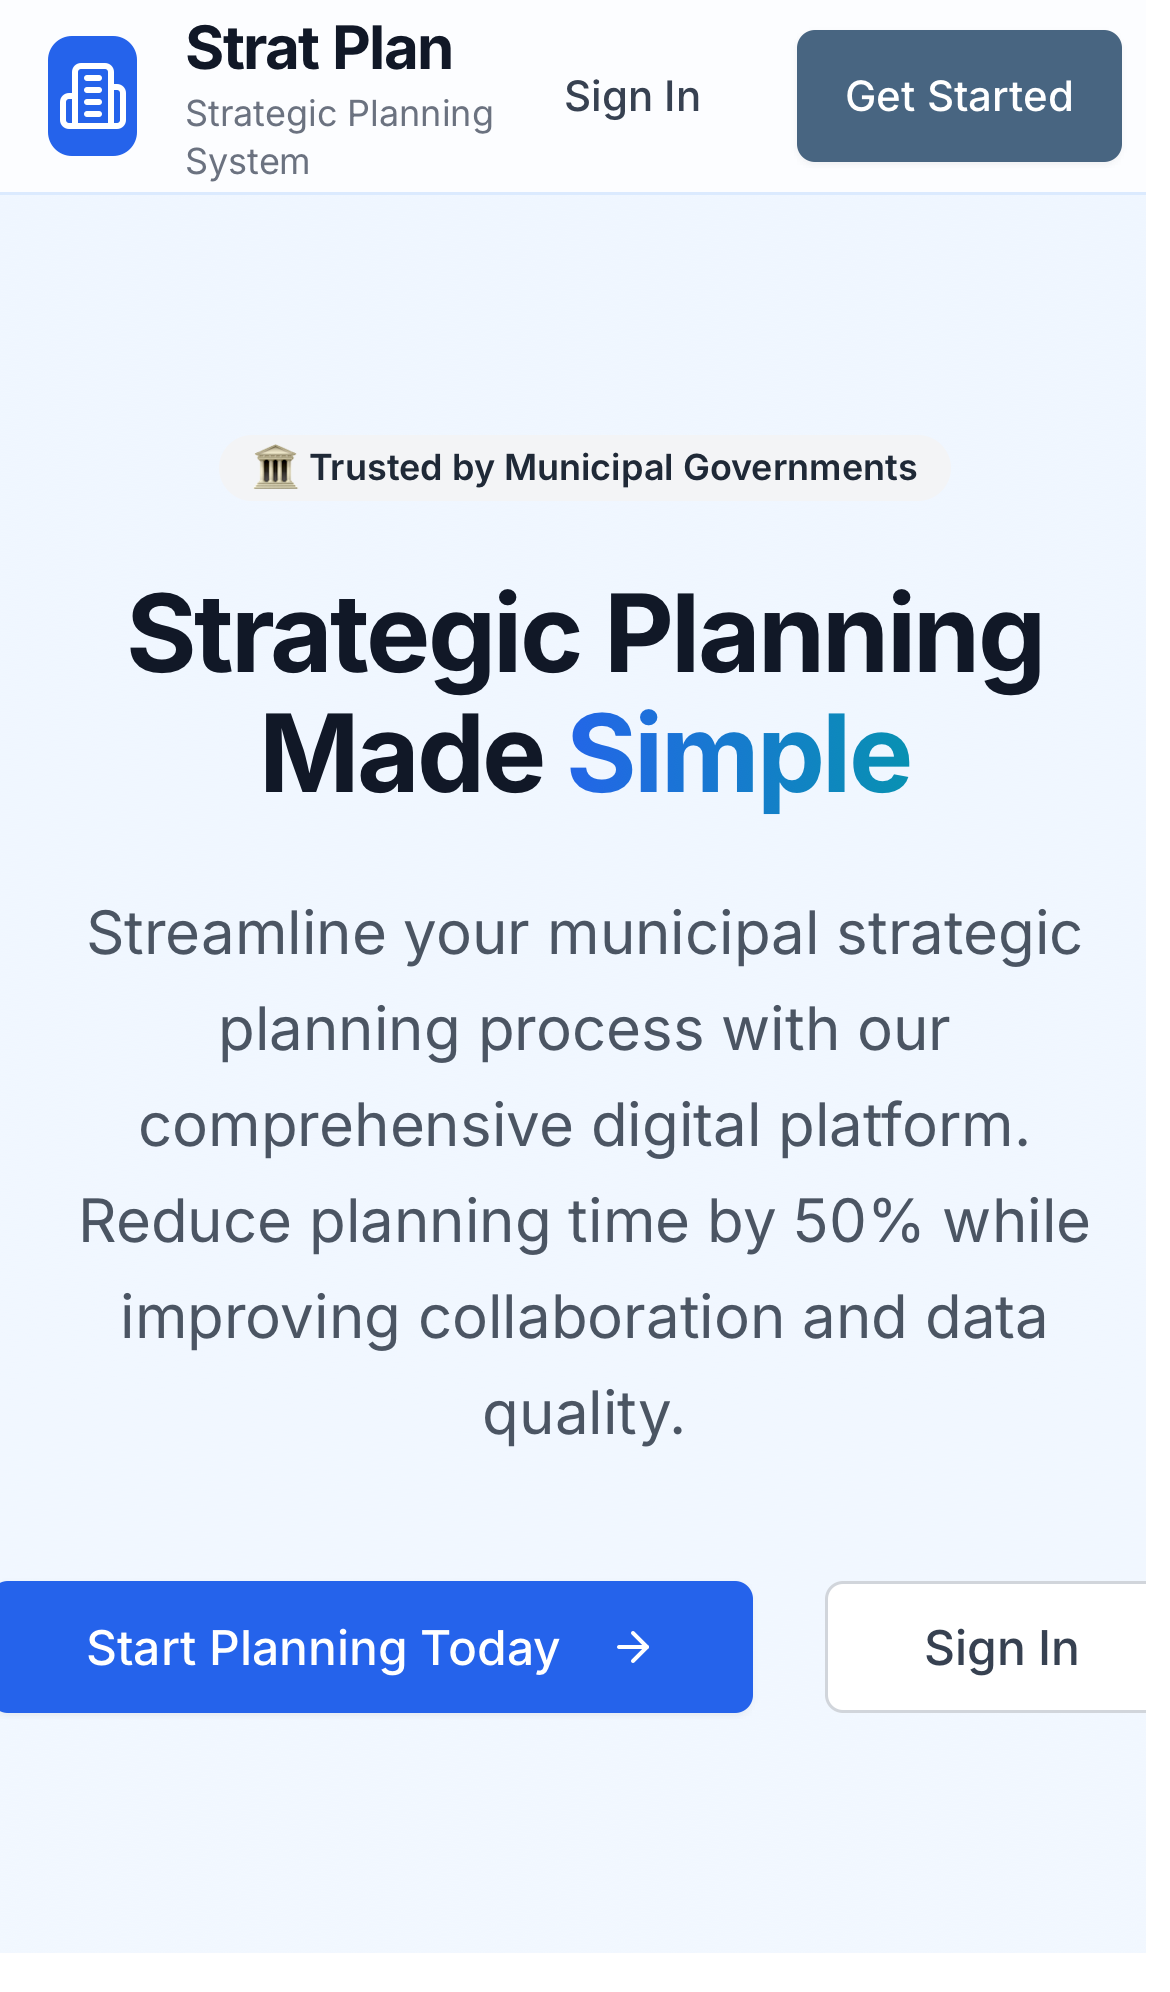 Strat Plan
Strategic Planning
System
Sign In
Get Started
🏛️ Trusted by Municipal Governments
Strategic Planning
Made Simple
Streamline your municipal strategic
planning process with our
comprehensive digital platform.
Reduce planning time by 50% while
improving collaboration and data
quality.
Start Planning Today →
Sign In